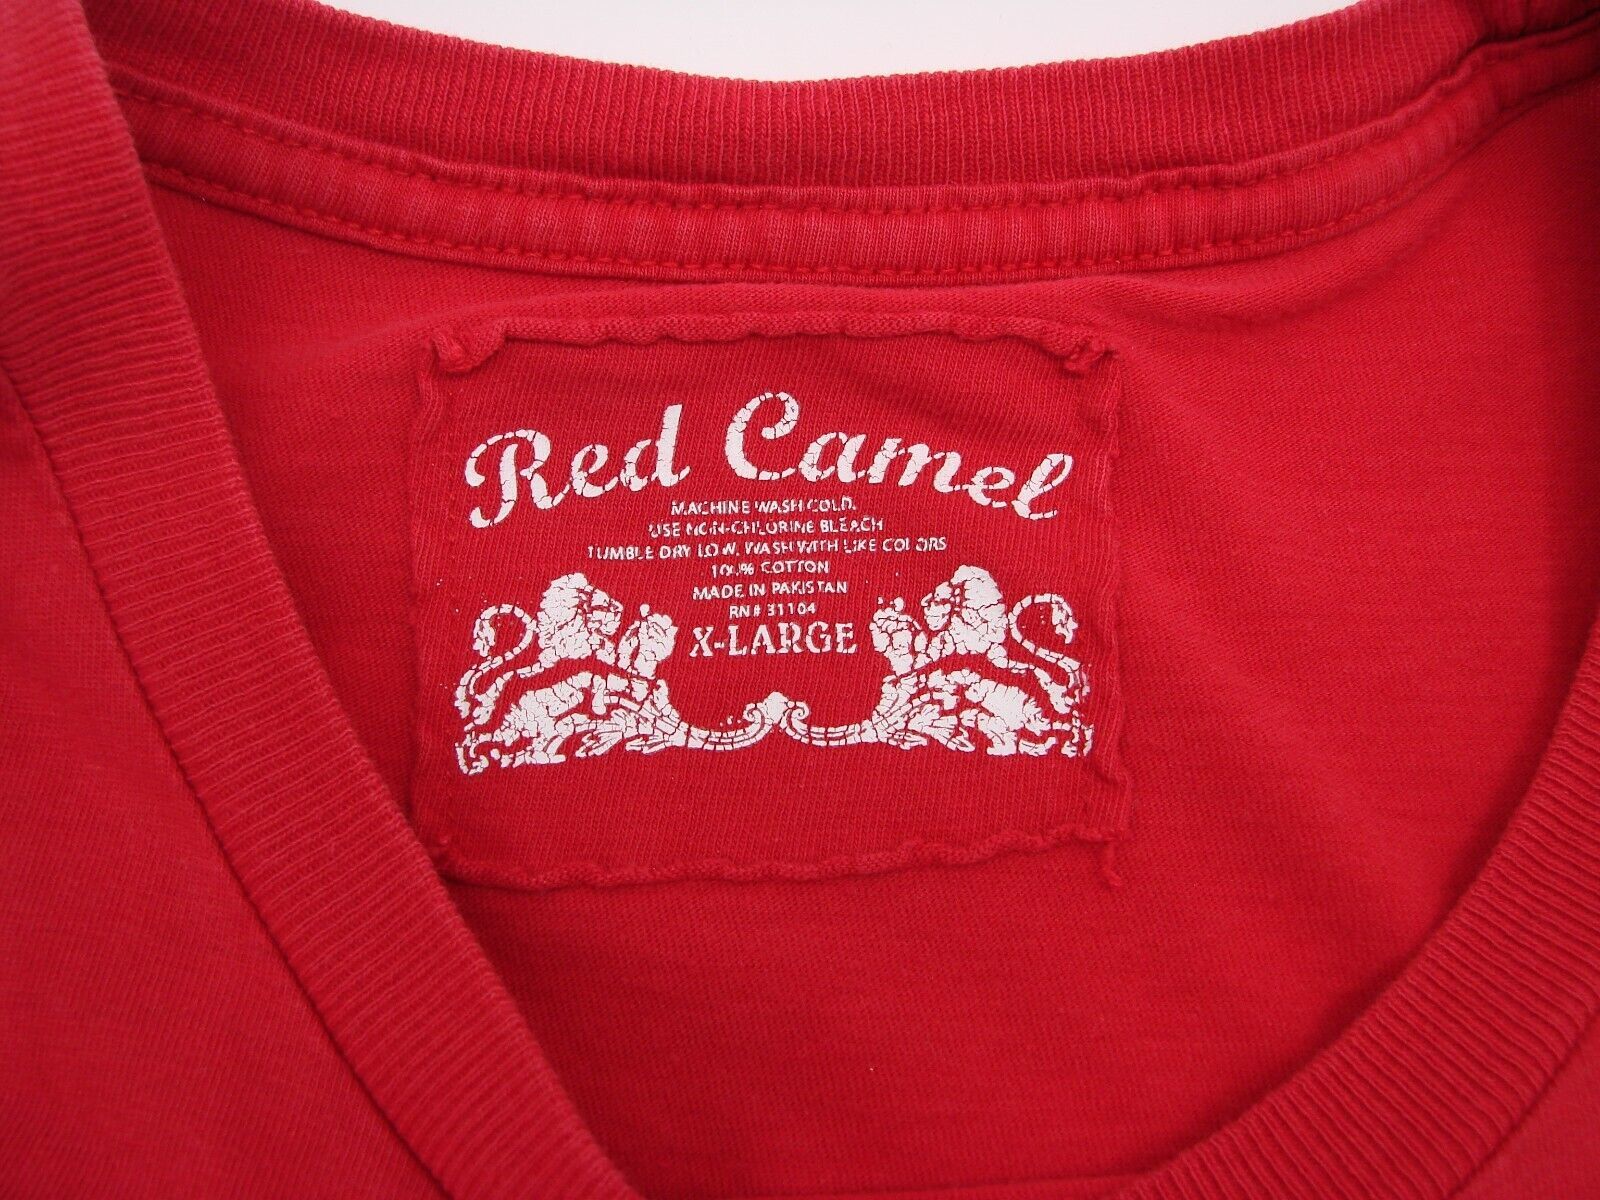 Red Camel
MACHINE WASH COLD.
USE NON-CHLORINE BLEACH
TUMBLE DRY LOW. WASH WITH LIKE COLORS
100% COTTON
MADE IN PAKISTAN
RN# 31104
X-LARGE